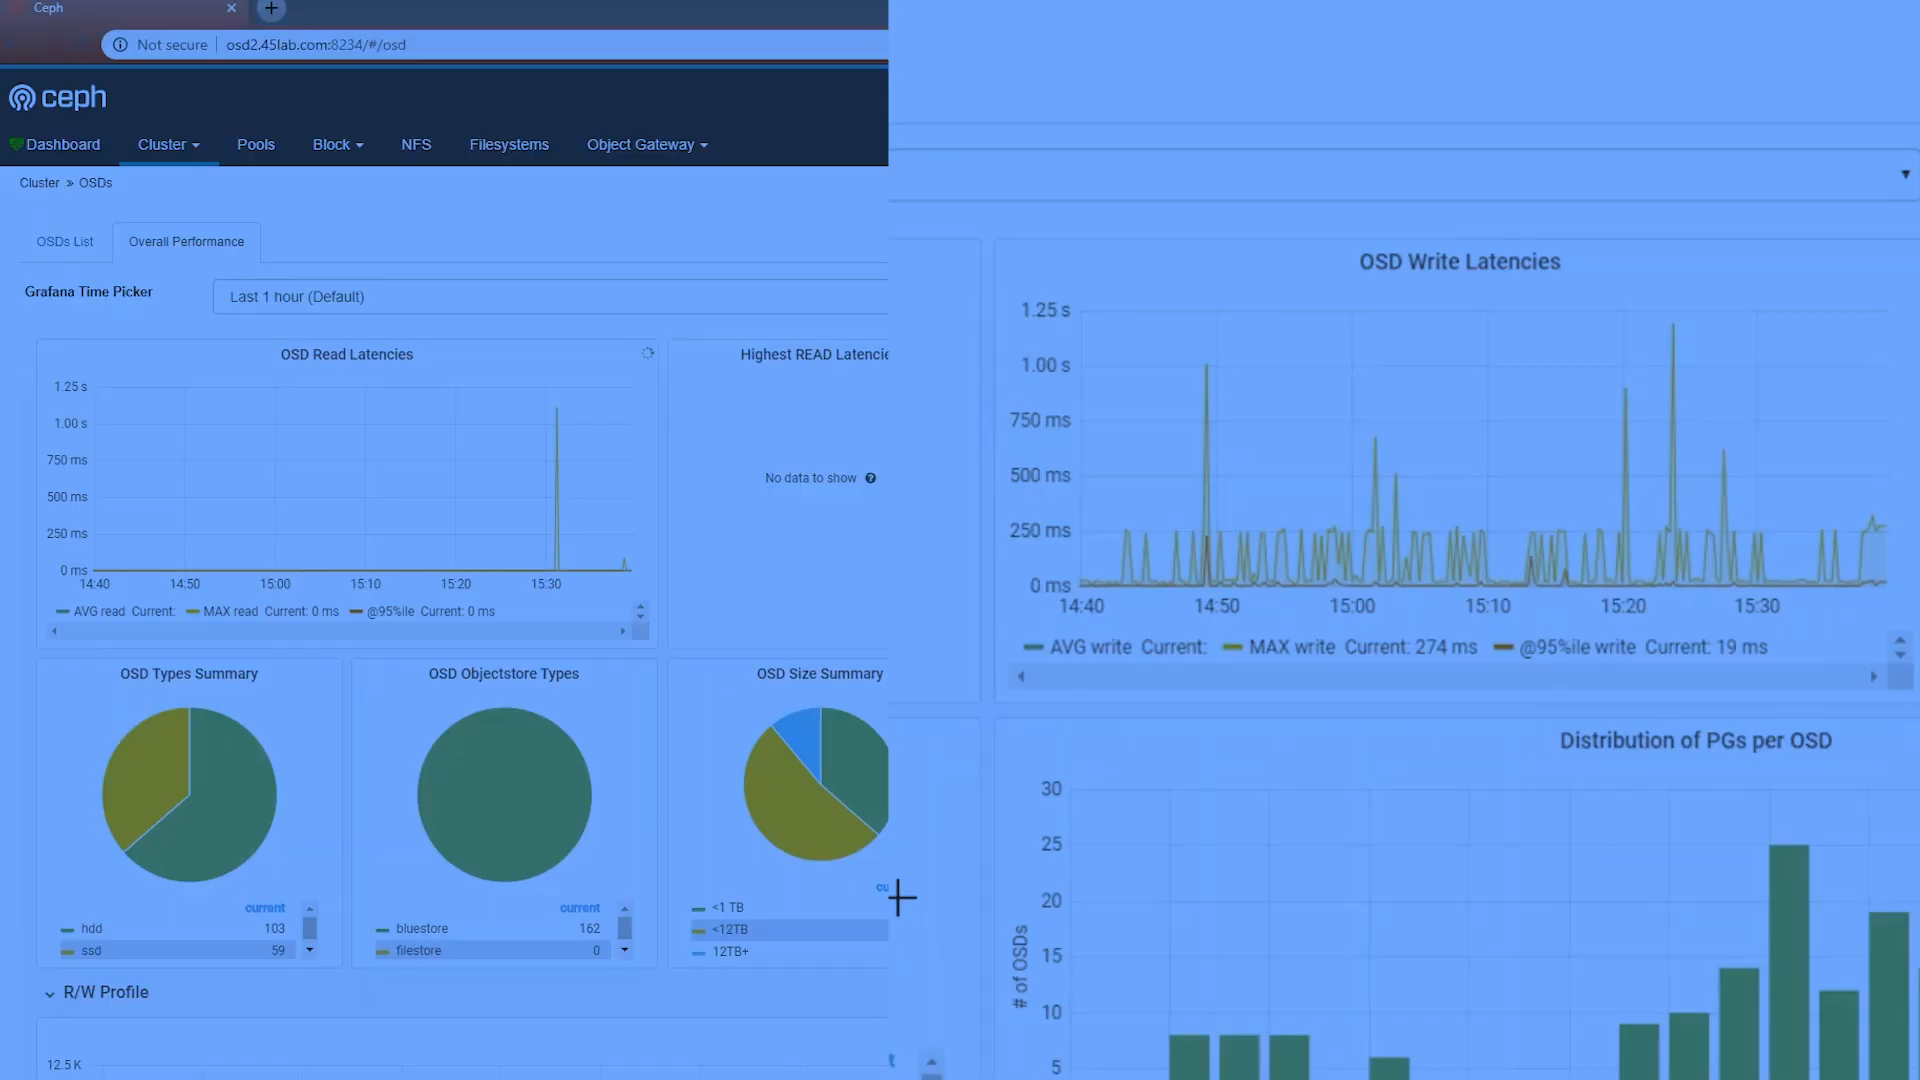 Ceph
Not secure
osd2.45lab.com:8234/#/osd
ceph
Dashboard
Cluster
Pools
Block
NFS
Filesystems
Object Gateway
Cluster » OSDs
OSDs List
Overall Performance
Grafana Time Picker
Last 1 hour (Default)
OSD Read Latencies
1.25 s
1.00 s
750 ms
500 ms
250 ms
0 ms
14:40 14:50 15:00 15:10 15:20 15:30
AVG read Current: MAX read Current: 0 ms @95%ile Current: 0 ms
Highest READ
No data to show
OSD Write Latencies
1.25 s
1.00 s
750 ms
500 ms
250 ms
0 ms
14:40 14:50 15:00 15:10 15:20 15:30
AVG write Current: MAX write Current: 274 ms @95%ile write Current: 19 ms
OSD Types Summary
current
hdd 103
ssd 59
OSD Objectstore Types
current
bluestore 162
filestore 0
OSD Size Summary
<1 TB
<12TB
12TB+
Distribution of PGs per OSD
# of OSDs
30
25
20
15
10
5
R/W Profile
12.5 K